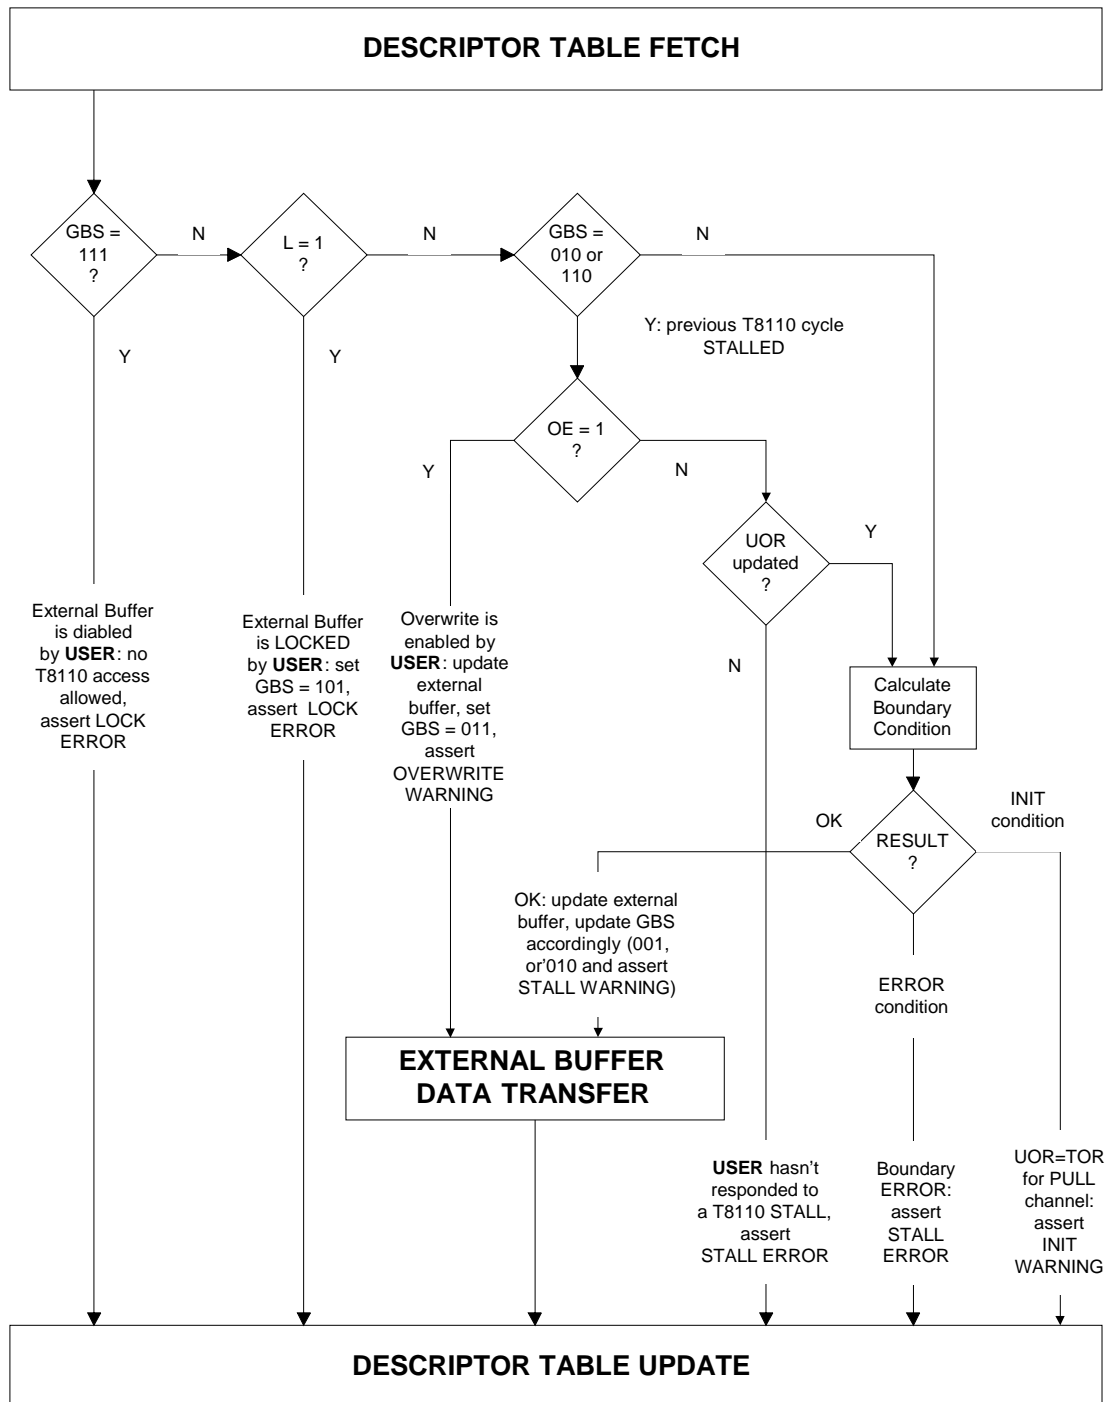 DESCRIPTOR TABLE FETCH
GBS =
111
?
N
L = 1
?
N
GBS =
010 or
110
N
Y
Y
Y: previous T8110 cycle
STALLED
OE = 1
?
Y
N
UOR
updated
?
Y
N
External Buffer
is diabled
by USER: no
T8110 access
allowed,
assert LOCK
ERROR
External Buffer
is LOCKED
by USER: set
GBS = 101,
assert LOCK
ERROR
Overwrite is
enabled by
USER: update
external
buffer, set
GBS = 011,
assert
OVERWRITE
WARNING
Calculate
Boundary
Condition
OK
RESULT
?
INIT
condition
OK: update external
buffer, update GBS
accordingly (001,
or'010 and assert
STALL WARNING)
ERROR
condition
EXTERNAL BUFFER
DATA TRANSFER
USER hasn't
responded to
a T8110 STALL,
assert
STALL ERROR
Boundary
ERROR:
assert
STALL
ERROR
UOR=TOR
for PULL
channel:
assert
INIT
WARNING
DESCRIPTOR TABLE UPDATE